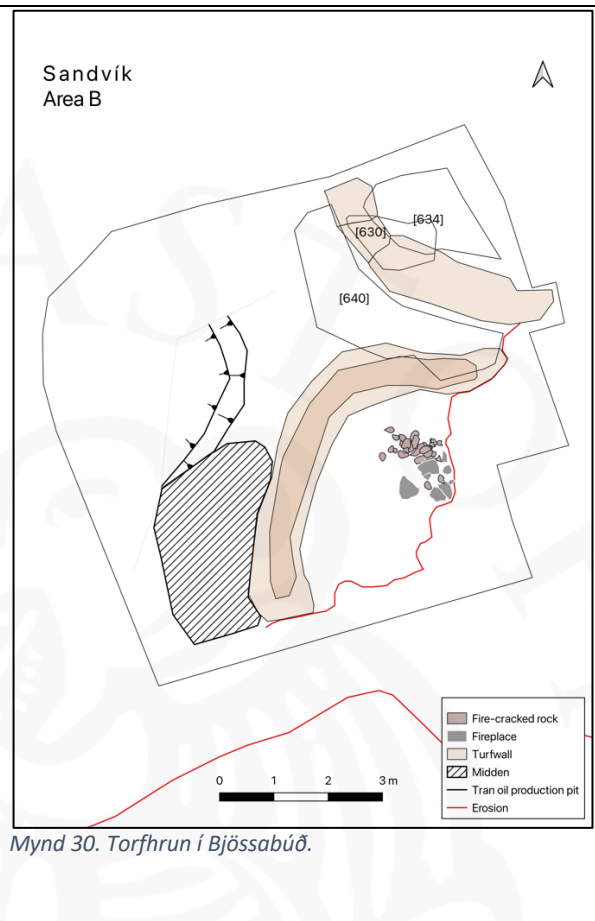 Sandvík
Area B
[634]
[630]
[640]
Fire-cracked rock
Fireplace
Turfwall
Midden
Tran oil production pit
Erosion
0 1 2 3 m
Mynd 30. Torfhrun í Bjössabúð.